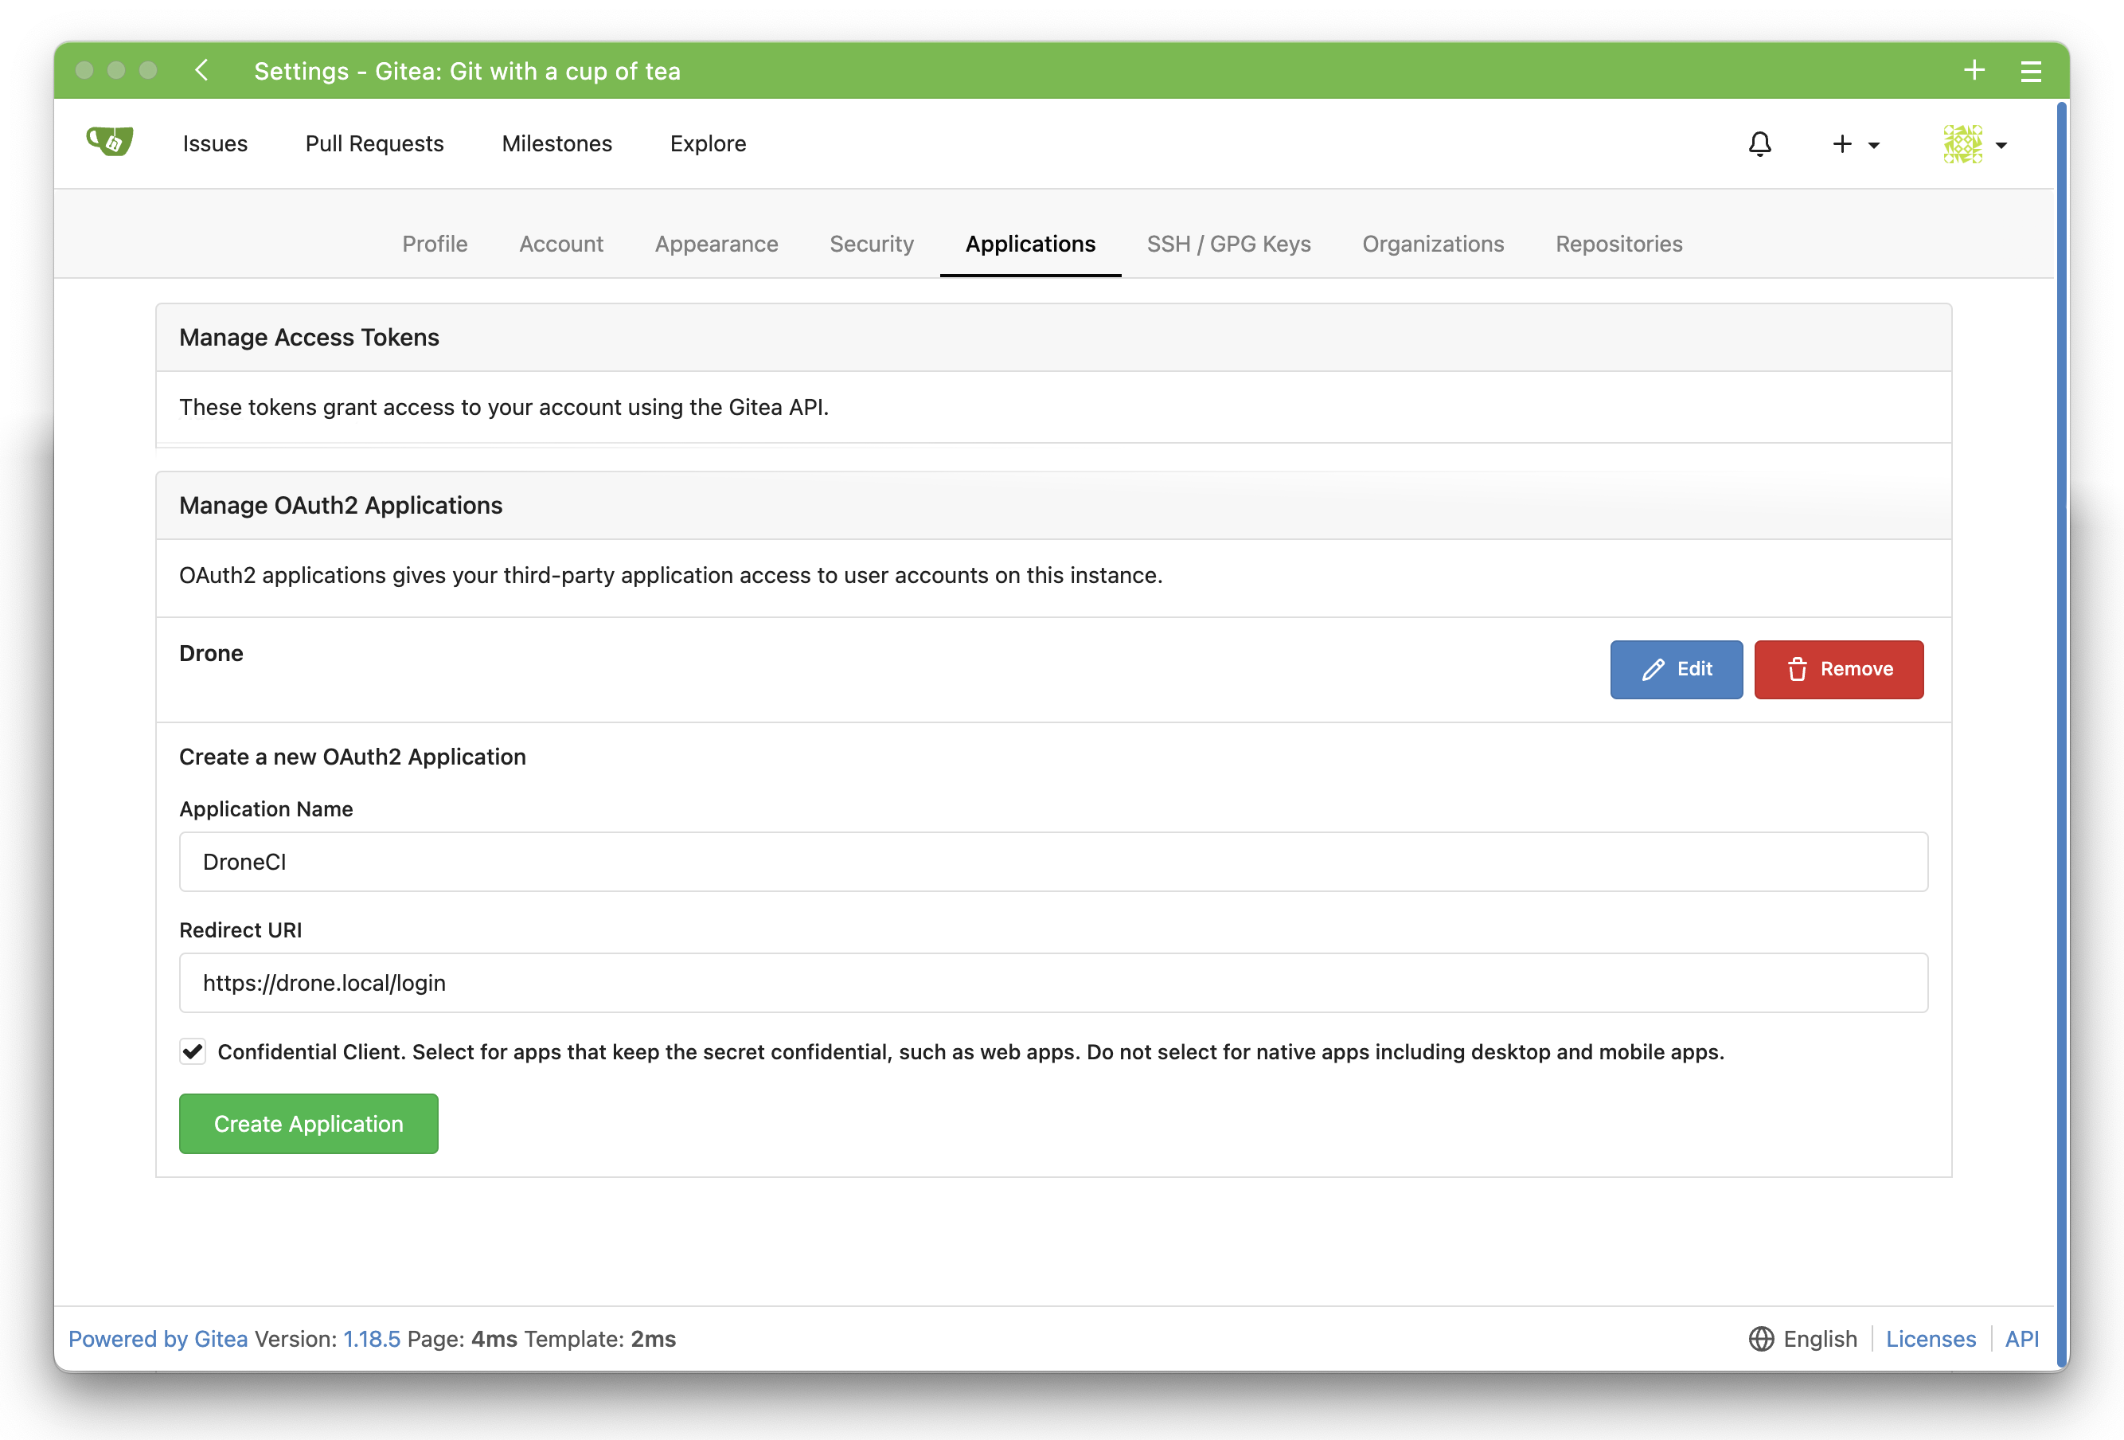 Settings - Gitea: Git with a cup of tea
Issues Pull Requests Milestones Explore
Profile Account Appearance Security Applications SSH / GPG Keys Organizations Repositories
Manage Access Tokens
These tokens grant access to your account using the Gitea API.
Manage OAuth2 Applications
OAuth2 applications gives your third-party application access to user accounts on this instance.
Drone Edit Remove
Create a new OAuth2 Application
Application Name
DroneCI
Redirect URI
https://drone.local/login
Confidential Client. Select for apps that keep the secret confidential, such as web apps. Do not select for native apps including desktop and mobile apps.
Create Application
Powered by Gitea Version: 1.18.5 Page: 4ms Template: 2ms English Licenses API